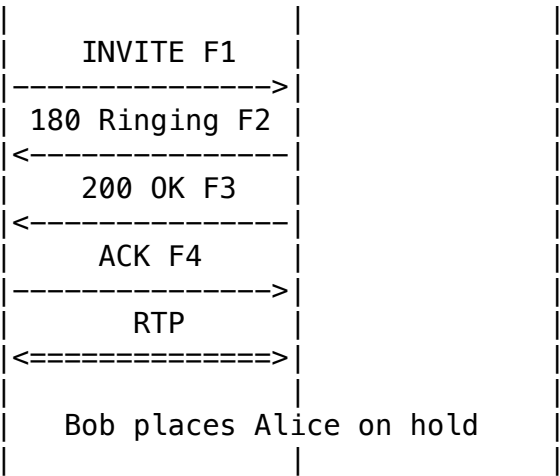 INVITE F1
180 Ringing F2
200 OK F3
ACK F4
RTP
Bob places Alice on hold